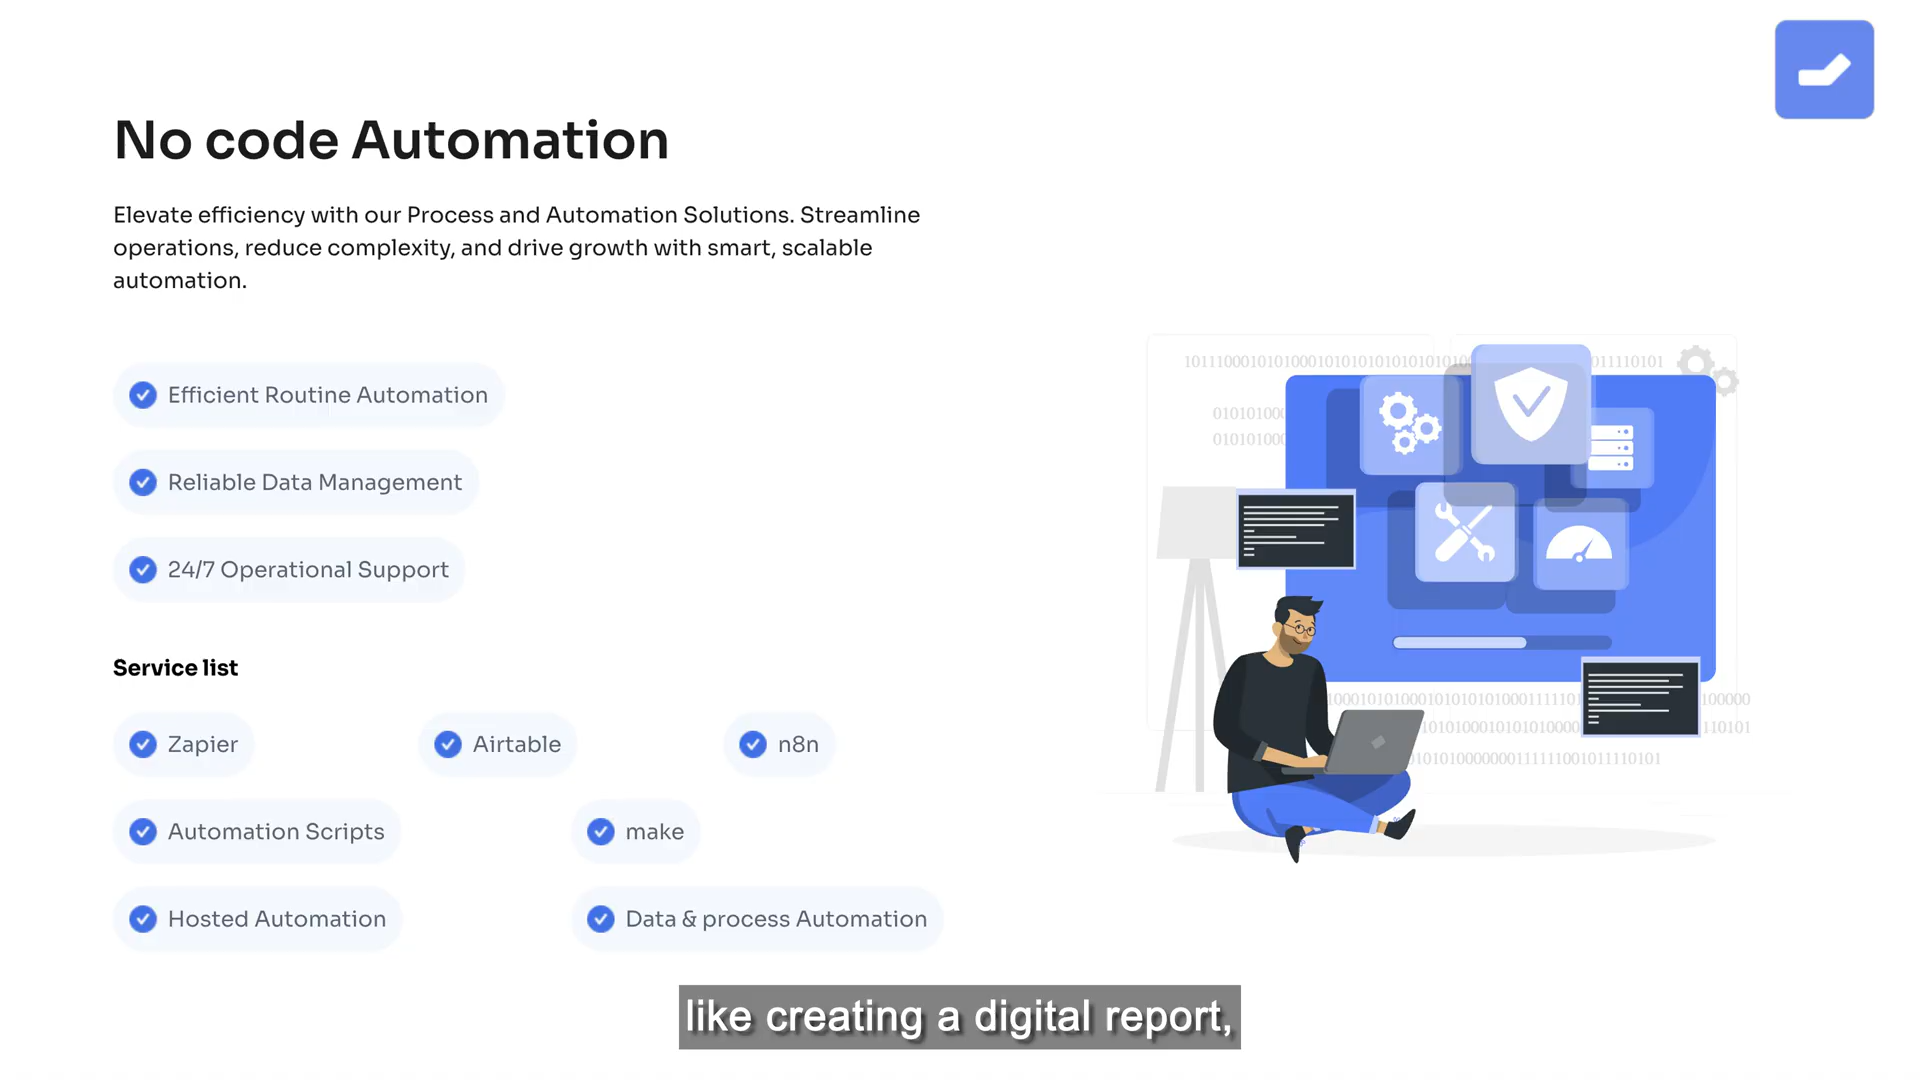 No code Automation
Elevate efficiency with our Process and Automation Solutions. Streamline
operations, reduce complexity, and drive growth with smart, scalable
automation.
Efficient Routine Automation
Reliable Data Management
24/7 Operational Support
Service list
Zapier
Airtable
n8n
Automation Scripts
make
Hosted Automation
Data & process Automation
like creating a digital report,